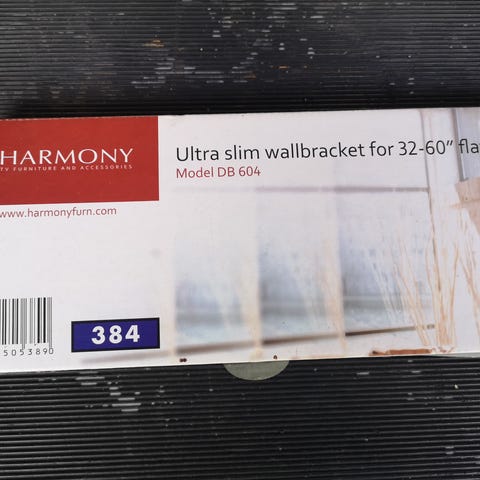 HARMONY
TV FURNITURE AND ACCESSORIES
www.harmonyfurn.com
Ultra slim wallbracket for 32-60" fla
Model DB 604
384
5053890